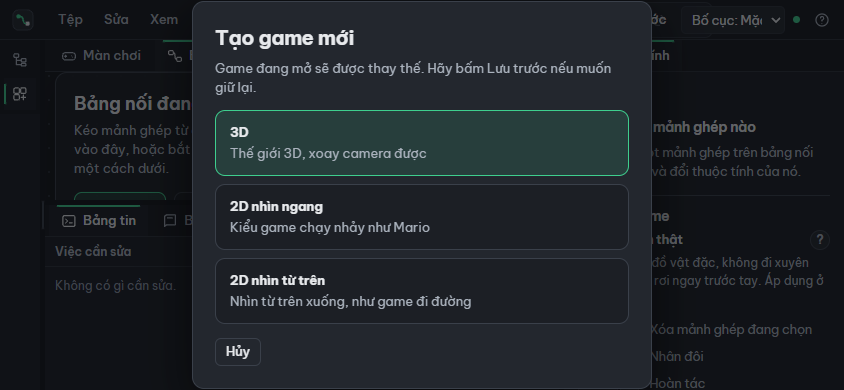 Tệp Sửa Xem
Bố cục: Mặc
Màn chơi
Bảng nối đan
Kéo mảnh ghép từ
vào đây, hoặc bắt
một cách dưới.
Bảng tin
Việc cần sửa
Không có gì cần sửa.
Tạo game mới
Game đang mở sẽ được thay thế. Hãy bấm Lưu trước nếu muốn
giữ lại.
3D
Thế giới 3D, xoay camera được
2D nhìn ngang
Kiểu game chạy nhảy như Mario
2D nhìn từ trên
Nhìn từ trên xuống, như game đi đường
Hủy
mảnh ghép nào
mảnh ghép trên bảng nối
và đổi thuộc tính của nó.
thật
?
đồ vật đặc, không đi xuyên
rơi ngay trước tay. Áp dụng ở
Xóa mảnh ghép đang chọn
Nhân đôi
Hoàn tác